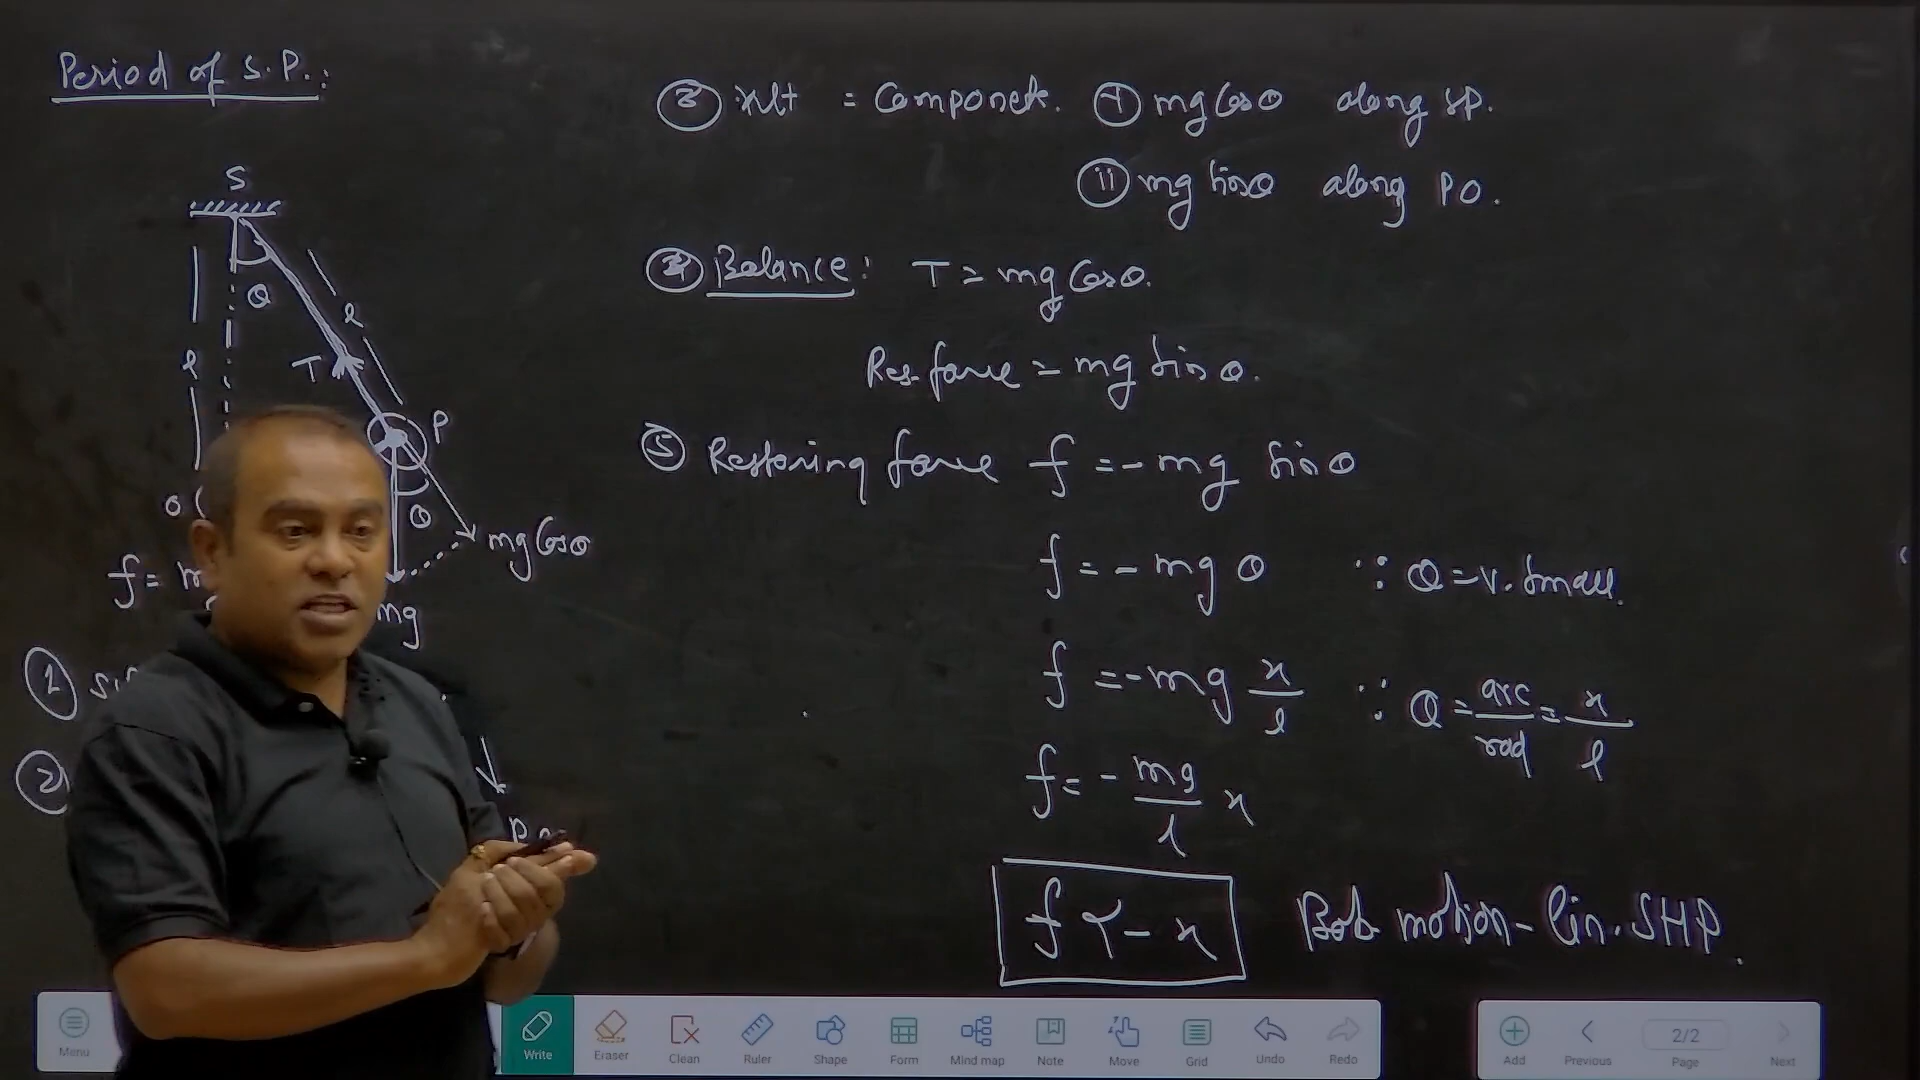 Period of S.P.:
S
θ
l
l
T
P
O
θ
mg Cosθ
f = m
mg
①
②
③ = Components. ⓘ mg Cosθ along SP.
ⓘⓘ mg Sinθ along PO.
④ Balance: T = mg Cosθ.
Res. force = mg Sinθ.
⑤ Restoring force f = - mg Sinθ
f = - mg θ ∵ θ = v. Small.
f = - mg x/l ∵ θ = arc/rad = x/l
f = - mg/l x
f ∝ - x Bob motion - lin. SHM.
Menu Write Eraser Clean Ruler Shape Form Mind map Note Move Grid Undo Redo Add Previous 2/2 Page Next